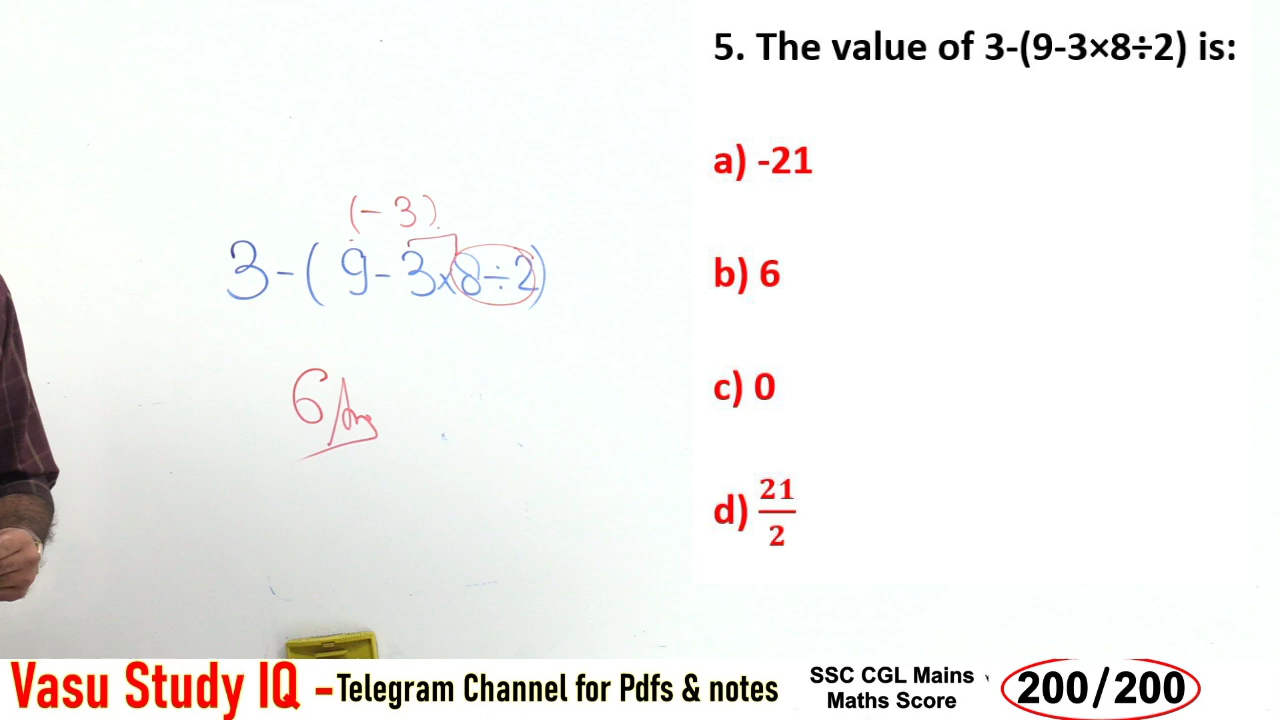 5. The value of 3-(9-3×8÷2) is:
a) -21
b) 6
c) 0
d) 21/2
(-3)
3-(9-3×8÷2)
6/Ans
Vasu Study IQ - Telegram Channel for Pdfs & notes
SSC CGL Mains
Maths Score
200/200